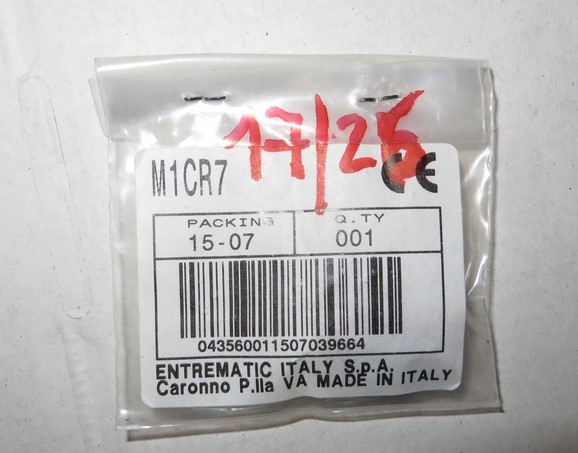 17/25
M1CR7 CE
PACKING Q.TY
15-07 001
043560011507039664
ENTREMATIC ITALY S.p.A.
Caronno P.lla VA MADE IN ITALY